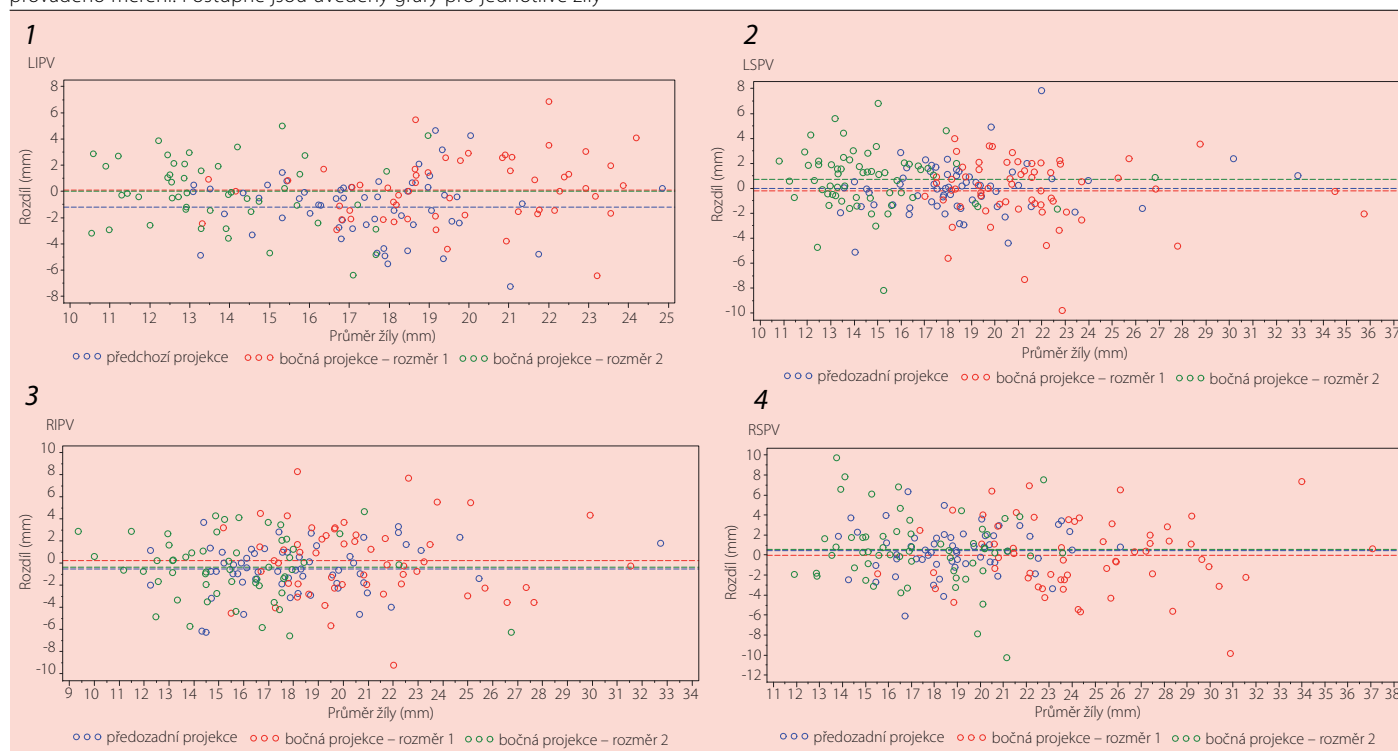 prováděno měření. Postupně jsou uvedeny grafy pro jednotlivé žíly
1
LIPV
Rozdíl (mm)
8
6
4
2
0
-2
-4
-6
-8
10 11 12 13 14 15 16 17 18 19 20 21 22 23 24 25
Průměr žíly (mm)
předchozí projekce bočná projekce – rozměr 1 bočná projekce – rozměr 2
2
LSPV
Rozdíl (mm)
8
6
4
2
0
-2
-4
-6
-8
-10
10 11 12 13 14 15 16 17 18 19 20 21 22 23 24 25 26 27 28 29 30 31 32 33 34 35 36 37
Průměr žíly (mm)
předozadní projekce bočná projekce – rozměr 1 bočná projekce – rozměr 2
3
RIPV
Rozdíl (mm)
10
8
6
4
2
0
-2
-4
-6
-8
-10
9 10 11 12 13 14 15 16 17 18 19 20 21 22 23 24 25 26 27 28 29 30 31 32 33 34
Průměr žíly (mm)
předozadní projekce bočná projekce – rozměr 1 bočná projekce – rozměr 2
4
RSPV
Rozdíl (mm)
10
8
6
4
2
0
-2
-4
-6
-8
-10
-12
11 12 13 14 15 16 17 18 19 20 21 22 23 24 25 26 27 28 29 30 31 32 33 34 35 36 37 38
Průměr žíly (mm)
předozadní projekce bočná projekce – rozměr 1 bočná projekce – rozměr 2